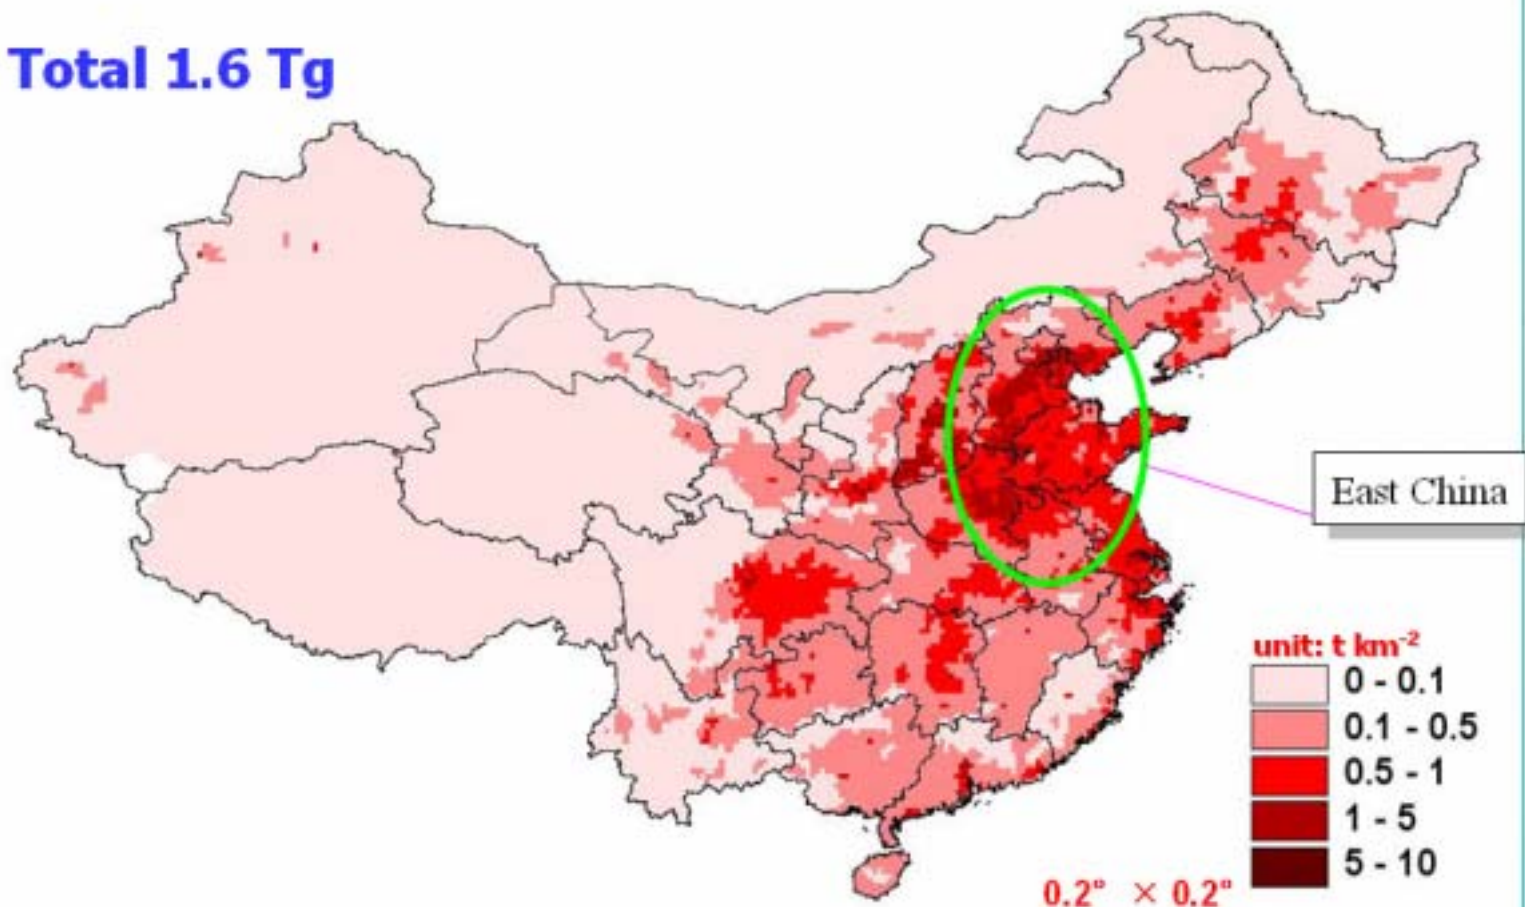 Total 1.6 Tg
East China
unit: t km⁻²
0 - 0.1
0.1 - 0.5
0.5 - 1
1 - 5
5 - 10
0.2° × 0.2°